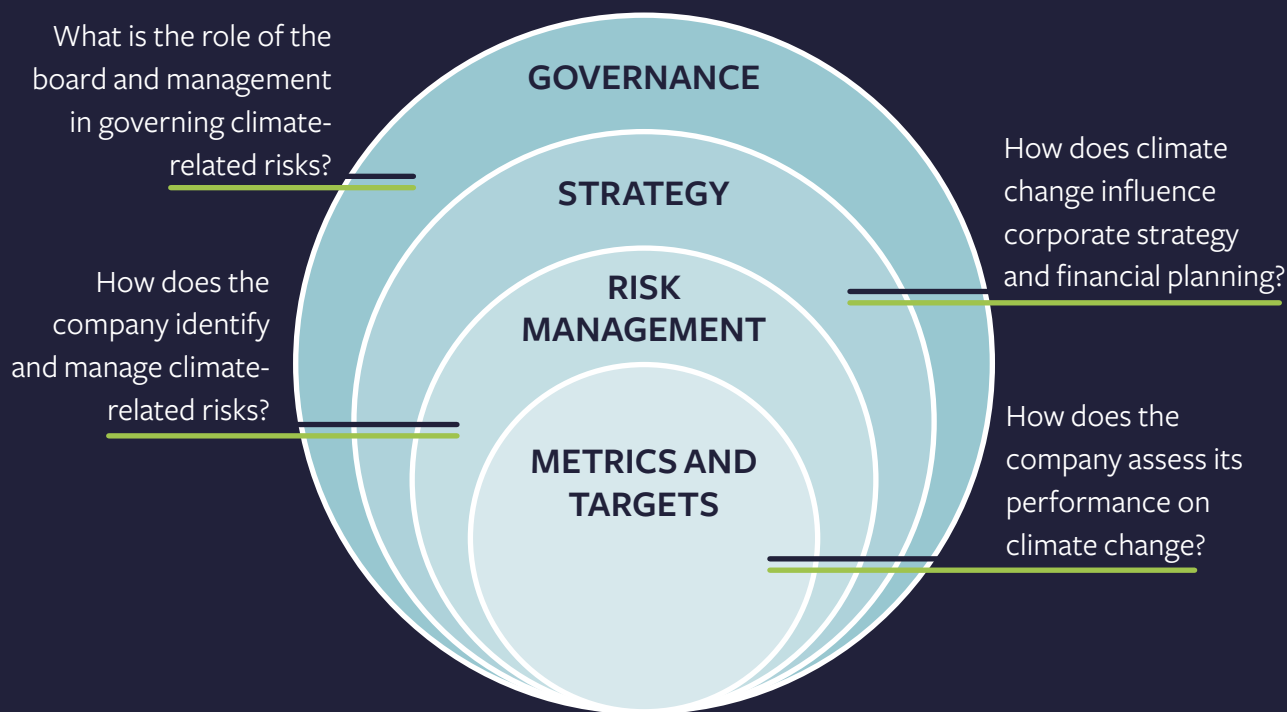 What is the role of the
board and management
in governing climate-
related risks?
GOVERNANCE
STRATEGY
How does climate
change influence
corporate strategy
and financial planning?
How does the
company identify
and manage climate-
related risks?
RISK
MANAGEMENT
METRICS AND
TARGETS
How does the
company assess its
performance on
climate change?